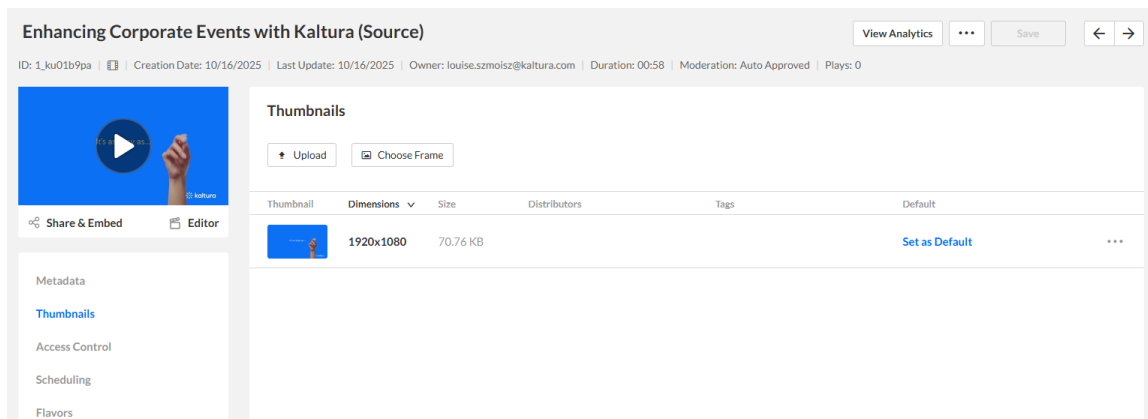 Enhancing Corporate Events with Kaltura (Source)
View Analytics
Save
ID: 1_ku01b9pa | Creation Date: 10/16/2025 | Last Update: 10/16/2025 | Owner: louise.szmoisz@kaltura.com | Duration: 00:58 | Moderation: Auto Approved | Plays: 0
It's as
as...
kaltura
Share & Embed
Editor
Metadata
Thumbnails
Access Control
Scheduling
Flavors
Thumbnails
Upload
Choose Frame
Thumbnail Dimensions Size Distributors Tags Default
1920x1080 70.76 KB Set as Default